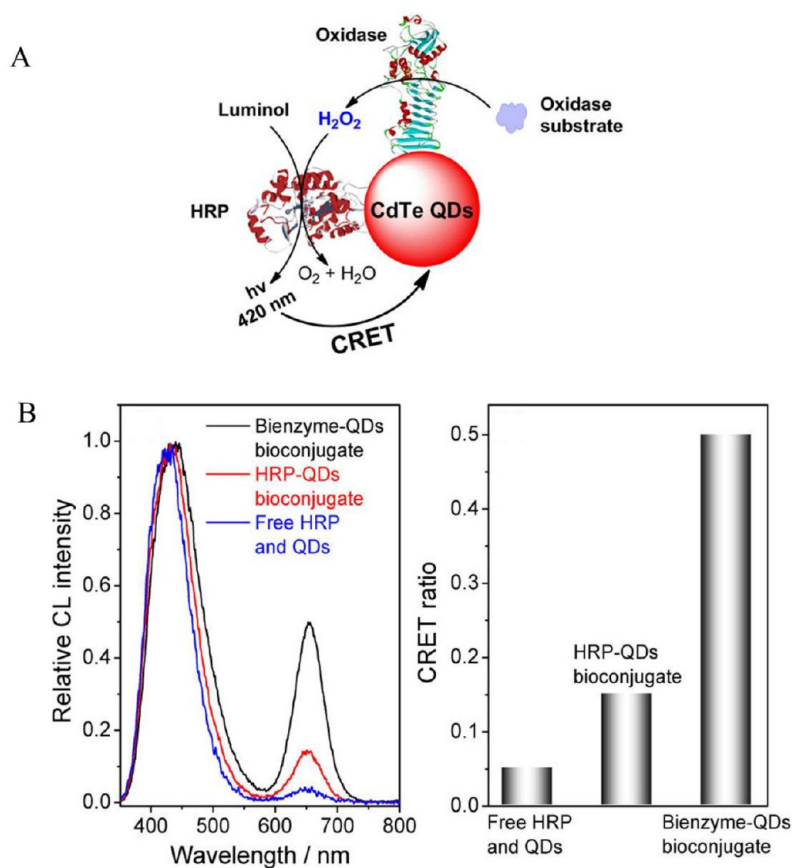 A
Oxidase
Luminol
H₂O₂
Oxidase
substrate
HRP
CdTe QDs
O₂ + H₂O
hv
420 nm
CRET
B
Relative CL intensity
1.0
0.8
0.6
0.4
0.2
0.0
Bienzyme-QDs
bioconjugate
HRP-QDs
bioconjugate
Free HRP
and QDs
400 500 600 700 800
Wavelength / nm
CRET ratio
0.5
0.4
0.3
0.2
0.1
0.0
HRP-QDs
bioconjugate
Free HRP
and QDs
Bienzyme-QDs
bioconjugate